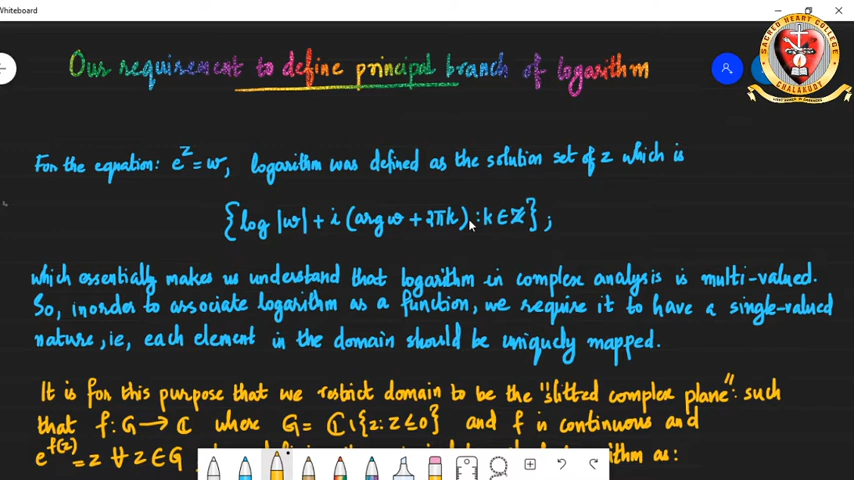 Whiteboard
SACRED HEART COLLEGE
CHALAKUDY
Our requirement to define principal branch of logarithm
For the equation: e^z = w, logarithm was defined as the solution set of z which is
{log |w| + i (arg w + 2πk) : k ∈ ℤ} ;
which essentially makes us understand that logarithm in complex analysis is multi-valued.
So, inorder to associate logarithm as a function, we require it to have a single-valued
nature, ie, each element in the domain should be uniquely mapped.
It is for this purpose that we restrict domain to be the "slitted complex plane": such
that f: G → ℂ where G = ℂ \ {z: z ≤ 0} and f is continuous and
e^f(z) = z ∀ z ∈ G as: